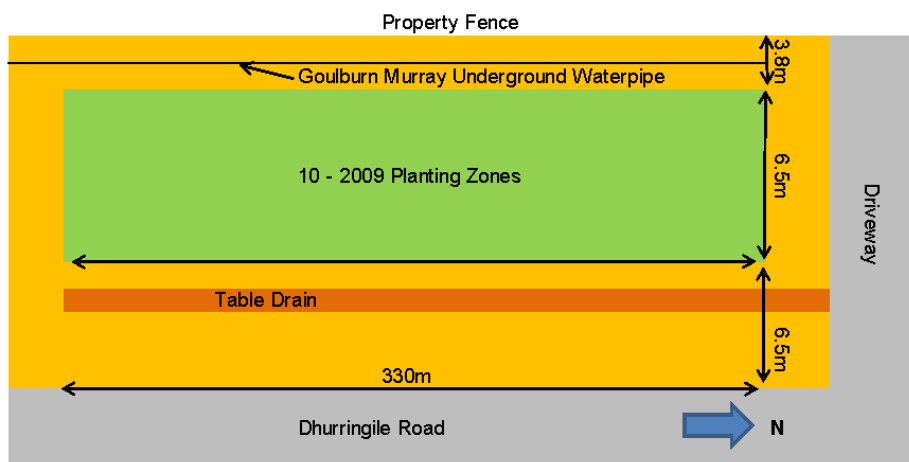 Property Fence
3.8m
Goulburn Murray Underground Waterpipe
10 - 2009 Planting Zones
6.5m
Driveway
Table Drain
6.5m
330m
Dhurringile Road
N